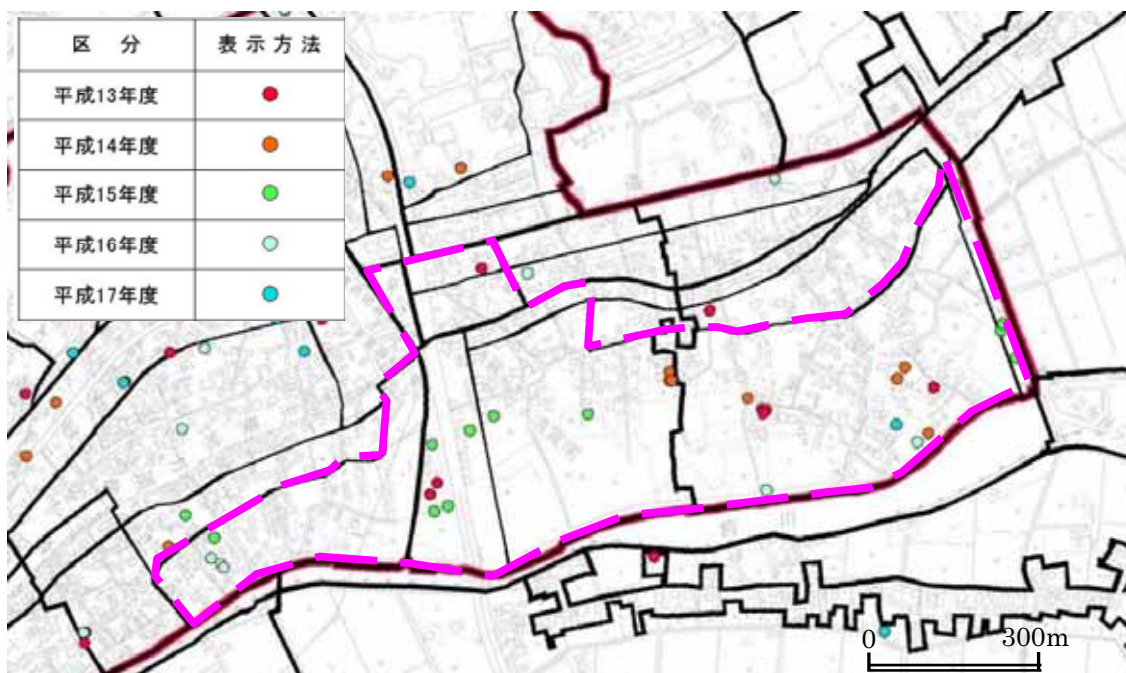 区 分 表示方法
平成13年度
平成14年度
平成15年度
平成16年度
平成17年度
0 300m